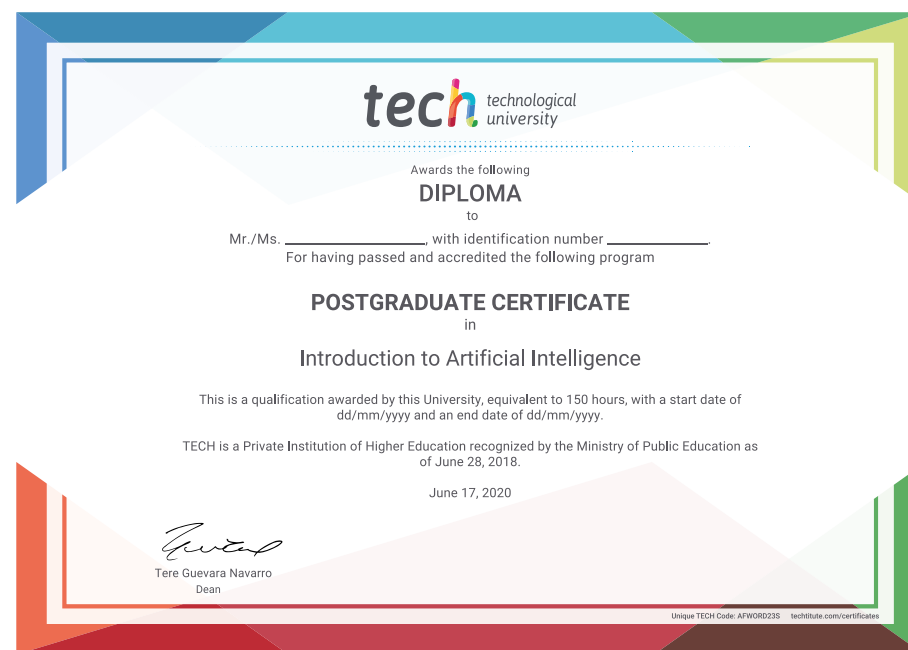 tech technological
university
Awards the following
DIPLOMA
to
Mr./Ms. ____________________, with identification number ______________.
For having passed and accredited the following program
POSTGRADUATE CERTIFICATE
in
Introduction to Artificial Intelligence
This is a qualification awarded by this University, equivalent to 150 hours, with a start date of
dd/mm/yyyy and an end date of dd/mm/yyyy.
TECH is a Private Institution of Higher Education recognized by the Ministry of Public Education as
of June 28, 2018.
June 17, 2020
Tere Guevara Navarro
Dean
Unique TECH Code: AFWORD23S techtitute.com/certificates